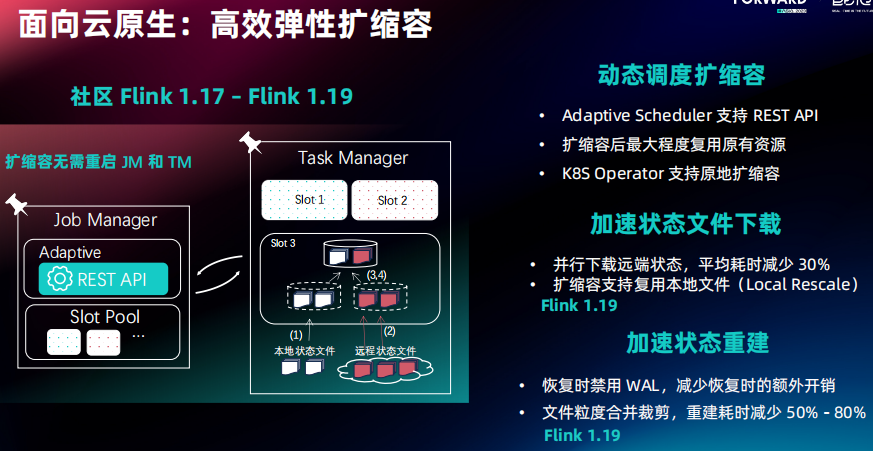 面向云原生：高效弹性扩缩容
FORWARD
社区 Flink 1.17 – Flink 1.19
扩缩容无需重启 JM 和 TM
Job Manager
Adaptive
REST API
Slot Pool
...
Task Manager
Slot 1
Slot 2
Slot 3
(3,4)
(1)
(2)
本地状态文件
远程状态文件
动态调度扩缩容
• Adaptive Scheduler 支持 REST API
• 扩缩容后最大程度复用原有资源
• K8S Operator 支持原地扩缩容
加速状态文件下载
• 并行下载远端状态，平均耗时减少 30%
• 扩缩容支持复用本地文件（Local Rescale）
Flink 1.19
加速状态重建
• 恢复时禁用 WAL，减少恢复时的额外开销
• 文件粒度合并裁剪，重建耗时减少 50% - 80%
Flink 1.19